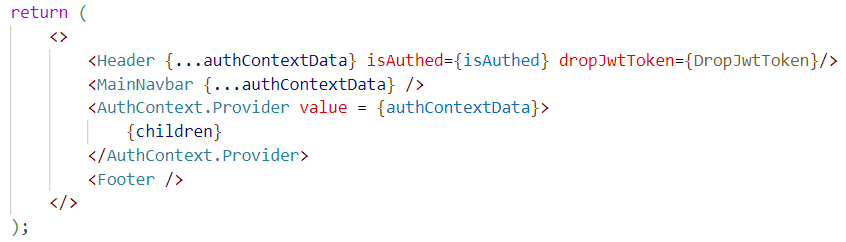 return (
<>
<Header {...authContextData} isAuthed={isAuthed} dropJwtToken={DropJwtToken}/>
<MainNavbar {...authContextData} />
<AuthContext.Provider value = {authContextData}>
{children}
</AuthContext.Provider>
<Footer />
</>
);